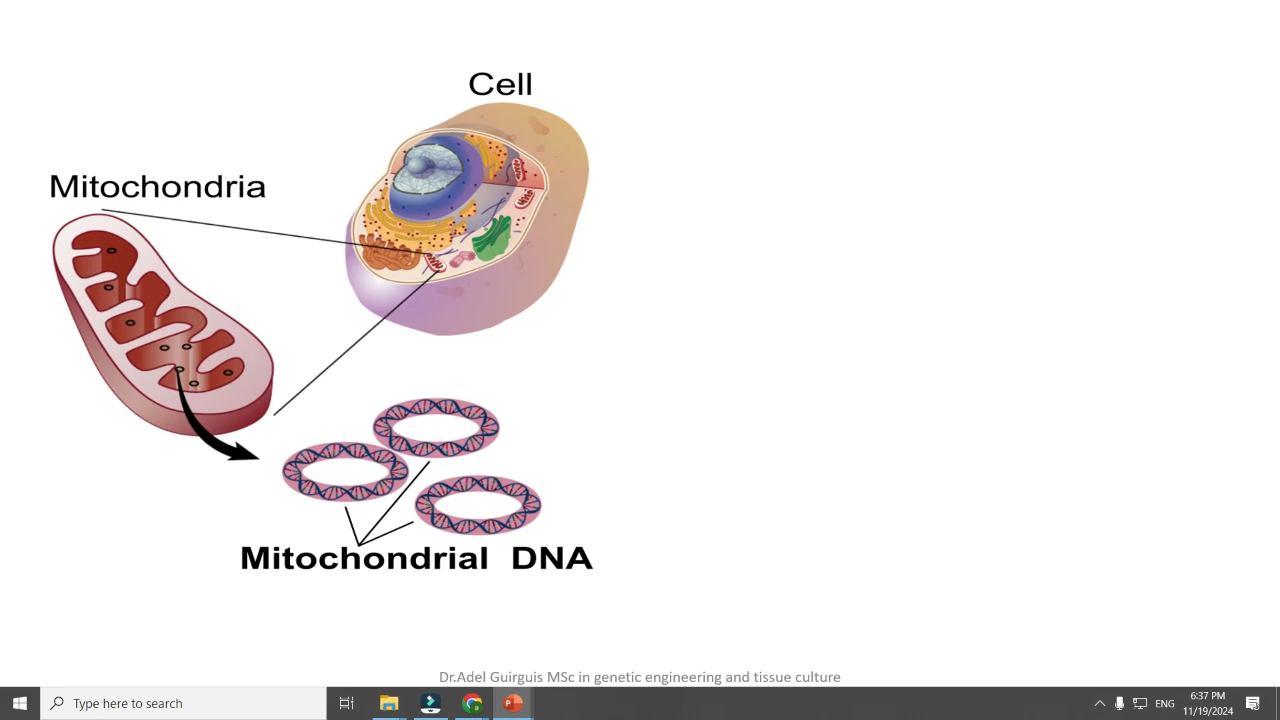 Cell
Mitochondria
Mitochondrial DNA
Dr.Adel Guirguis MSc in genetic engineering and tissue culture
Type here to search
ENG
6:37 PM
11/19/2024